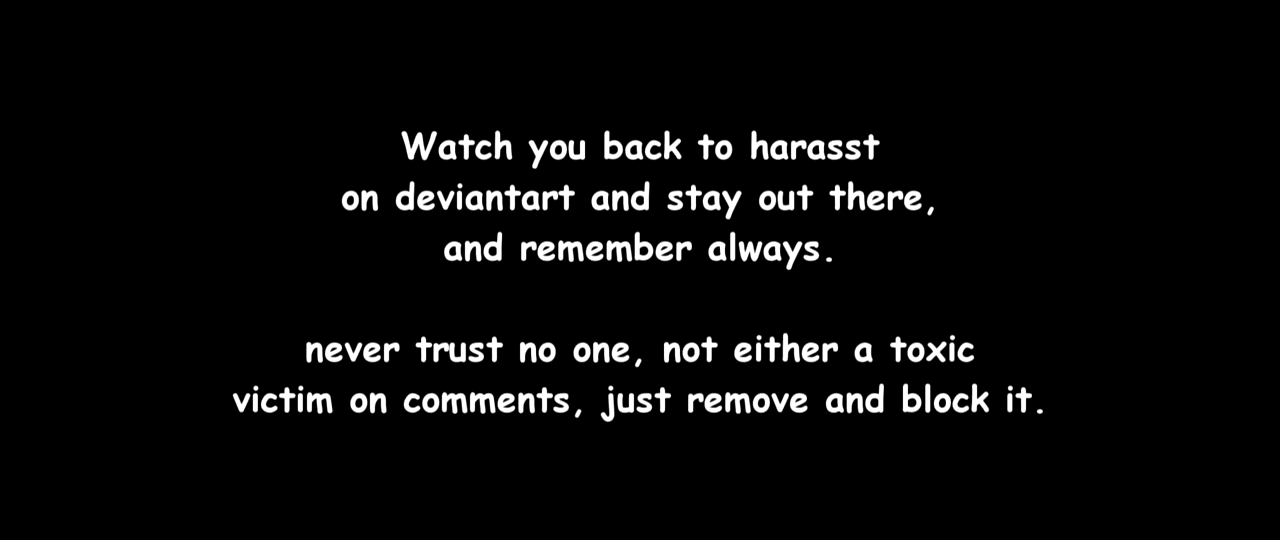 Watch you back to harasst
on deviantart and stay out there,
and remember always.
never trust no one, not either a toxic
victim on comments, just remove and block it.